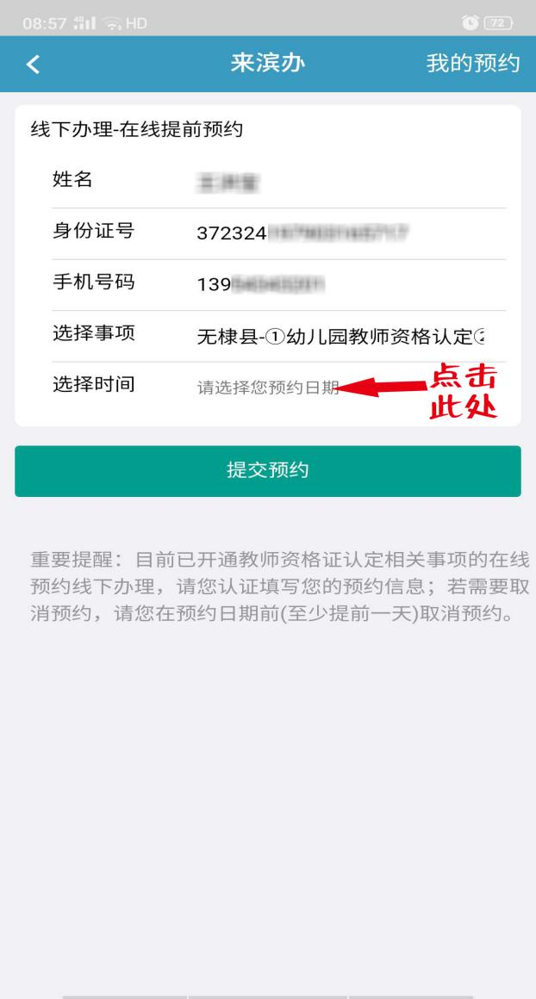 08:57 4G HD 72
来滨办 我的预约
线下办理-在线提前预约
姓名
身份证号 372324
手机号码 139
选择事项 无棣县-①幼儿园教师资格认定②
选择时间 请选择您预约日期
点击
此处
提交预约
重要提醒：目前已开通教师资格证认定相关事项的在线
预约线下办理，请您认证填写您的预约信息；若需要取
消预约，请您在预约日期前(至少提前一天)取消预约。